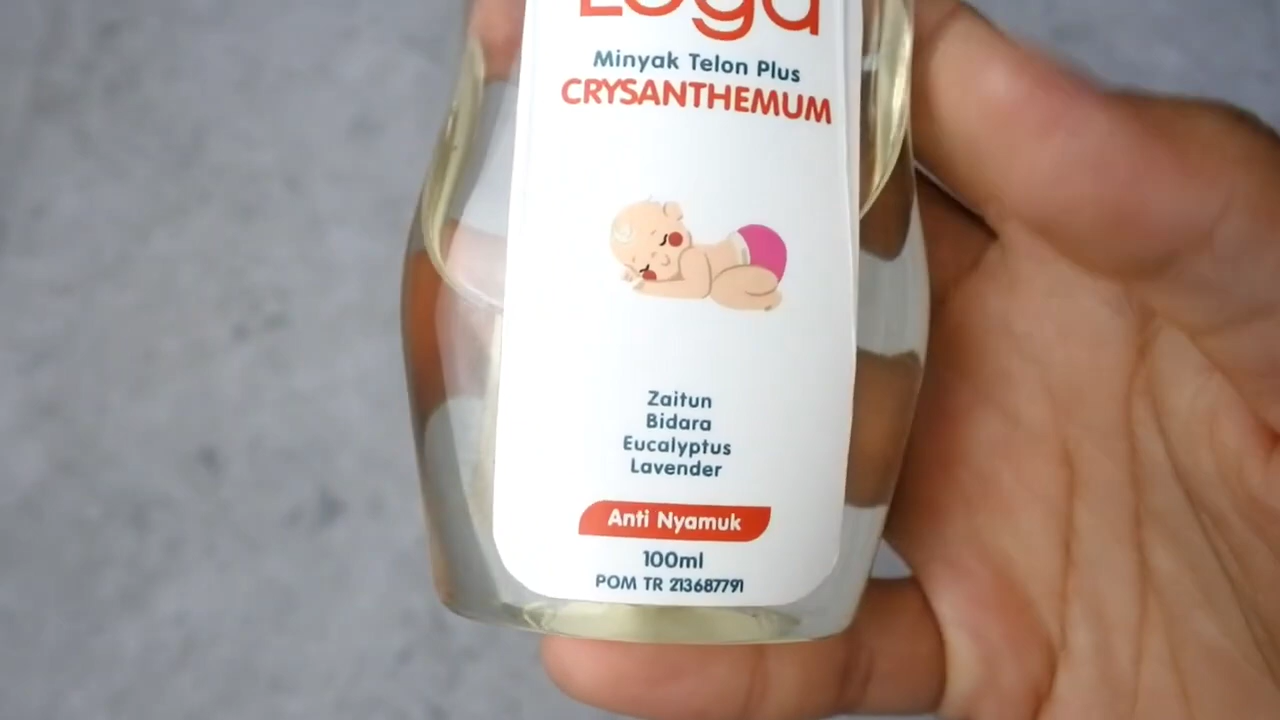 Minyak Telon Plus
CRYSANTHEMUM
Zaitun
Bidara
Eucalyptus
Lavender
Anti Nyamuk
100ml
POM TR 213687791